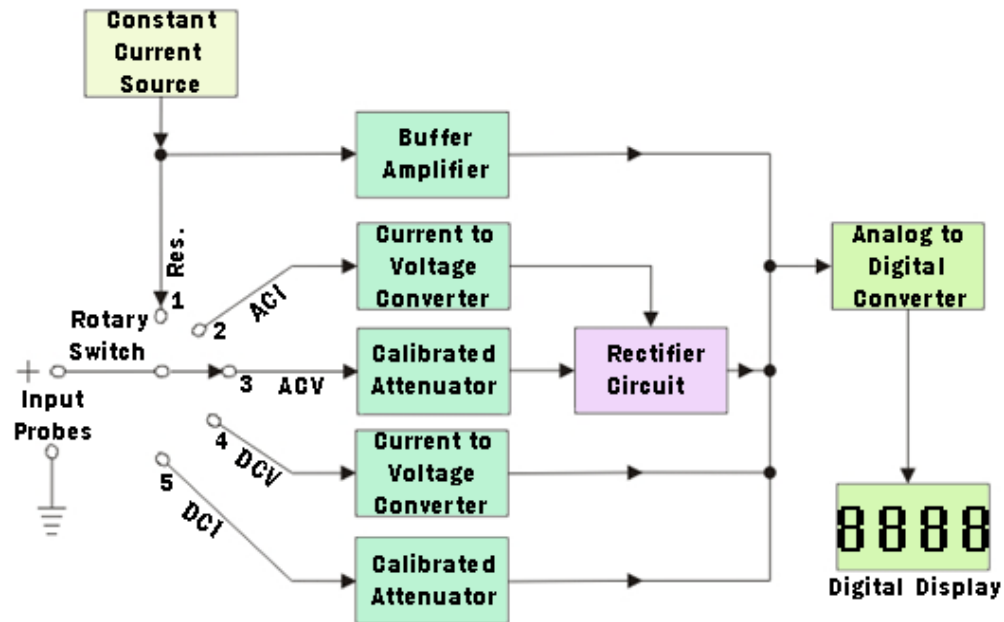 Constant
Current
Source
Buffer
Amplifier
Res.
1
Current to
Voltage
Converter
ACI
2
Analog to
Digital
Converter
Rotary
Switch
+
Input
Probes
3
ACV
Calibrated
Attenuator
Rectifier
Circuit
4
DCV
Current to
Voltage
Converter
5
DCI
Calibrated
Attenuator
8888
Digital Display